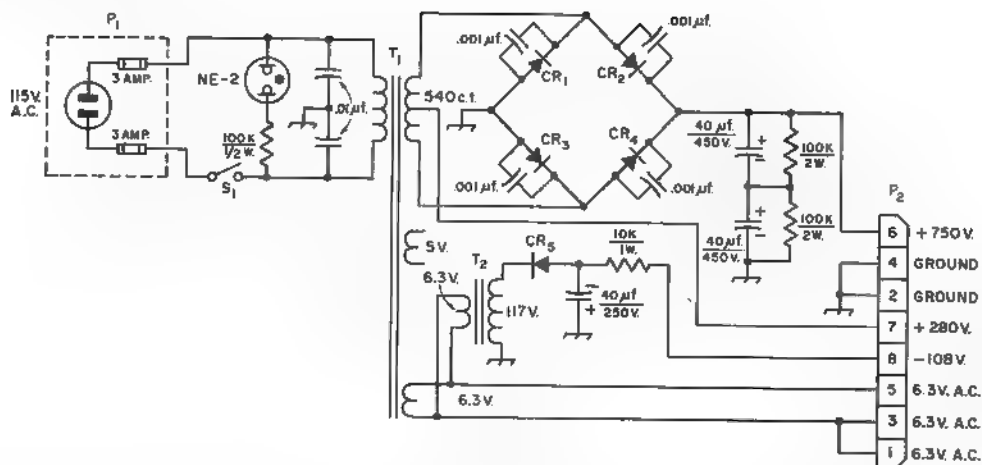 P1
115V.
A.C.
3 AMP.
3 AMP.
S1
NE-2
100K
1/2W.
.01µf.
T1
540 c.t.
.001µf.
CR1
.001µf.
CR2
CR3
.001µf.
CR4
.001µf.
40µf.
450V.
100K
2W.
40µf.
450V.
100K
2W.
5V.
6.3V.
T2
117V.
CR5
40µf.
250V.
10K
1W.
6.3V.
P2
6 +750V.
4 GROUND
2 GROUND
7 +280V.
8 -108V.
5 6.3V. A.C.
3 6.3V. A.C.
1 6.3V. A.C.